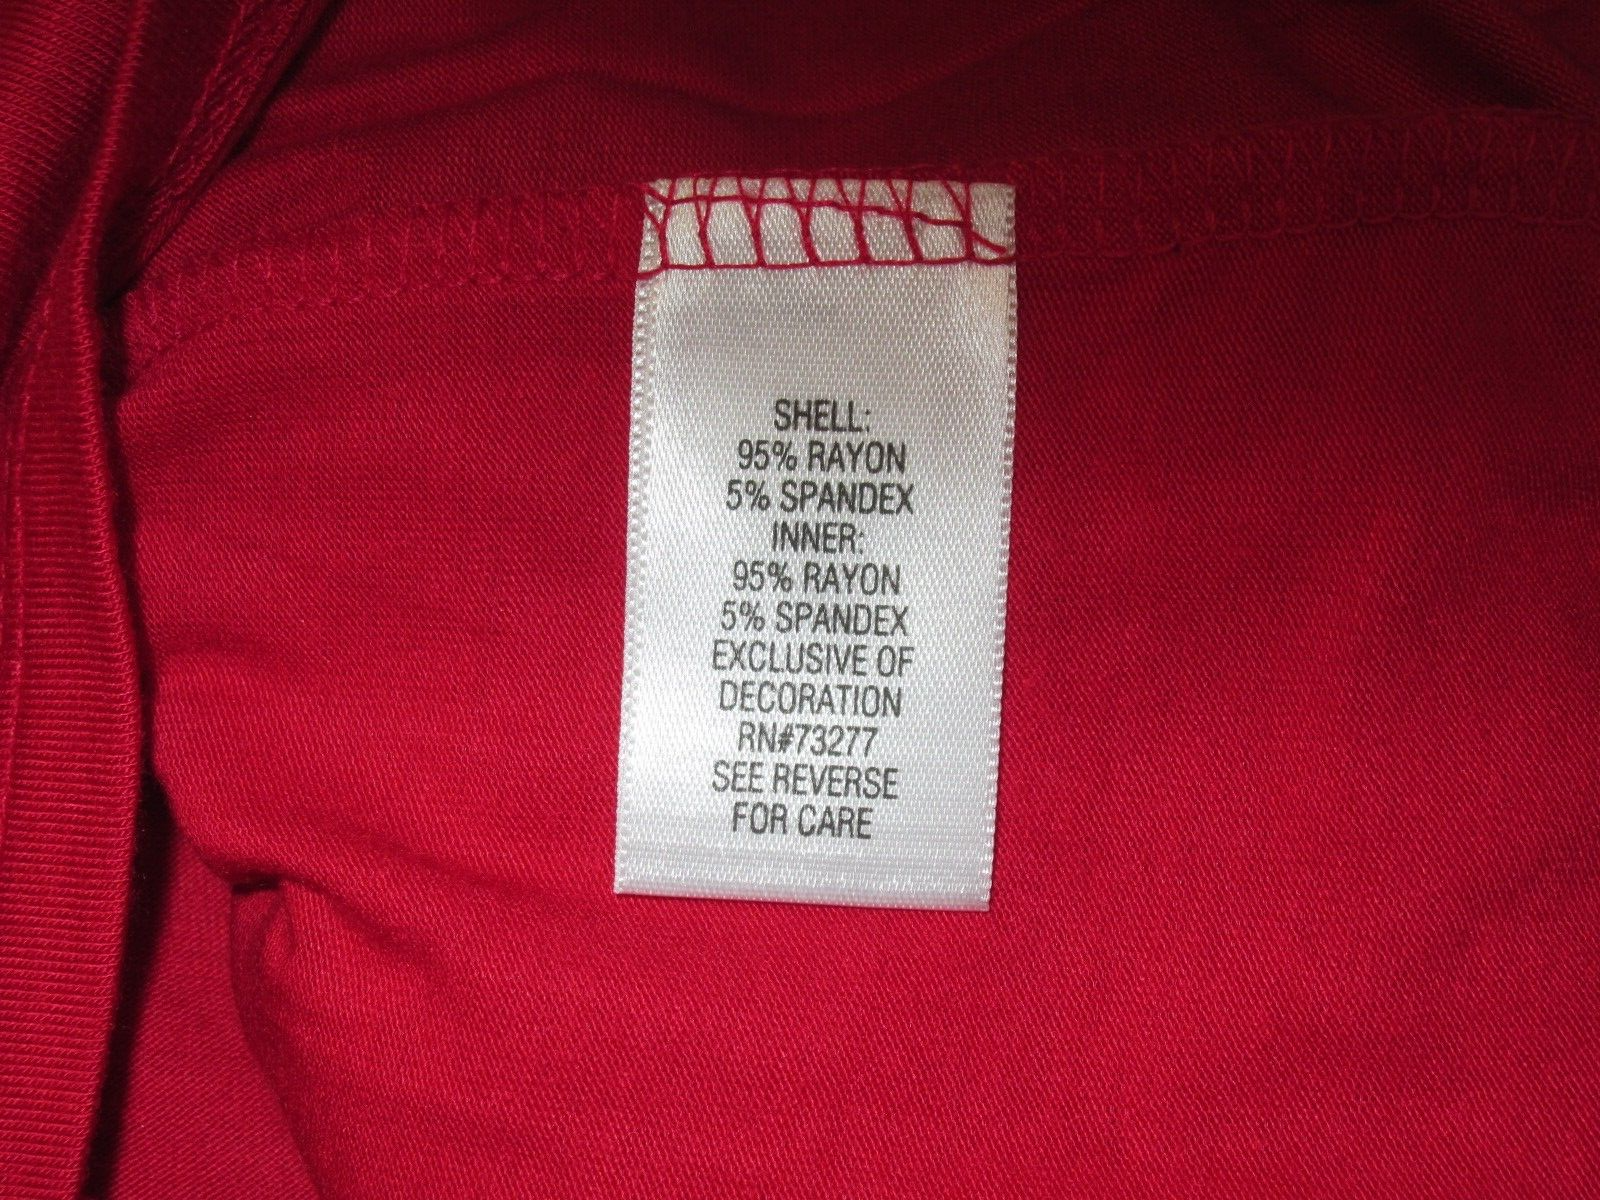 SHELL:
95% RAYON
5% SPANDEX
INNER:
95% RAYON
5% SPANDEX
EXCLUSIVE OF
DECORATION
RN#73277
SEE REVERSE
FOR CARE